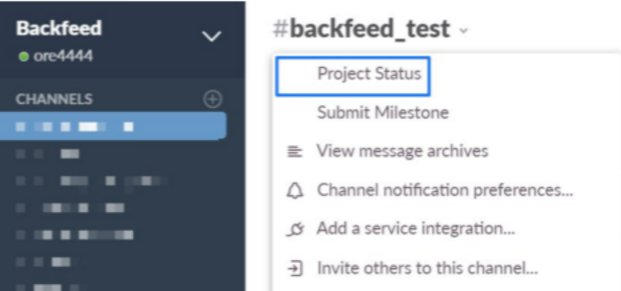 Backfeed
ore4444
CHANNELS
#backfeed_test
Project Status
Submit Milestone
View message archives
Channel notification preferences...
Add a service integration...
Invite others to this channel...